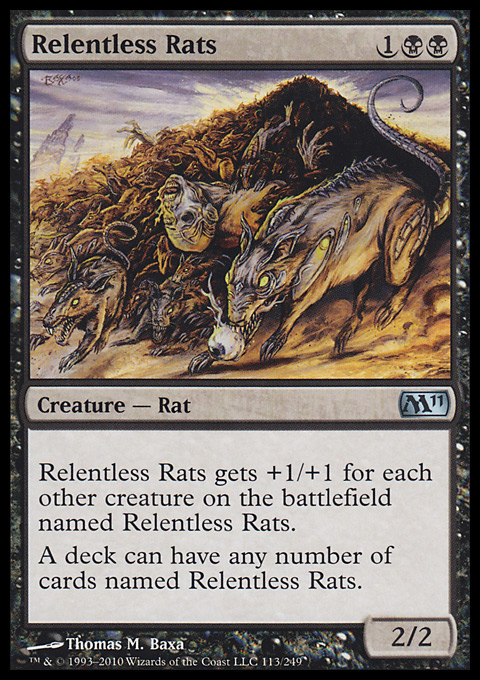 Relentless Rats 1
BAXA 05
Creature — Rat M11
Relentless Rats gets +1/+1 for each
other creature on the battlefield
named Relentless Rats.
A deck can have any number of
cards named Relentless Rats.
2/2
Thomas M. Baxa
™ & © 1993–2010 Wizards of the Coast LLC 113/249